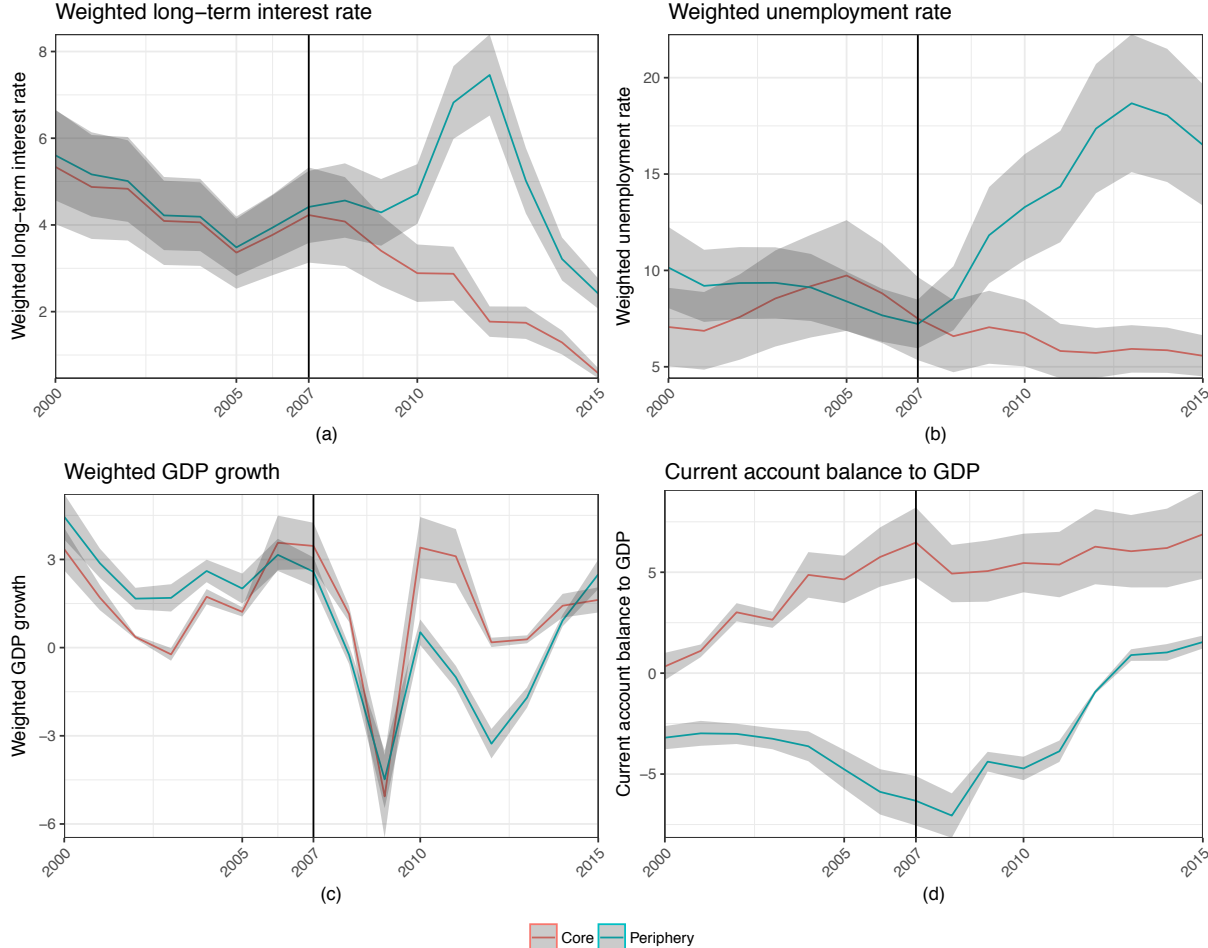 Weighted long−term interest rate
Weighted long−term interest rate
8
6
4
2
2000
2005
2007
2010
2015
(a)
Weighted unemployment rate
Weighted unemployment rate
20
15
10
5
2000
2005
2007
2010
2015
(b)
Weighted GDP growth
Weighted GDP growth
3
0
−3
−6
2000
2005
2007
2010
2015
(c)
Current account balance to GDP
Current account balance to GDP
5
0
−5
2000
2005
2007
2010
2015
(d)
Core Periphery